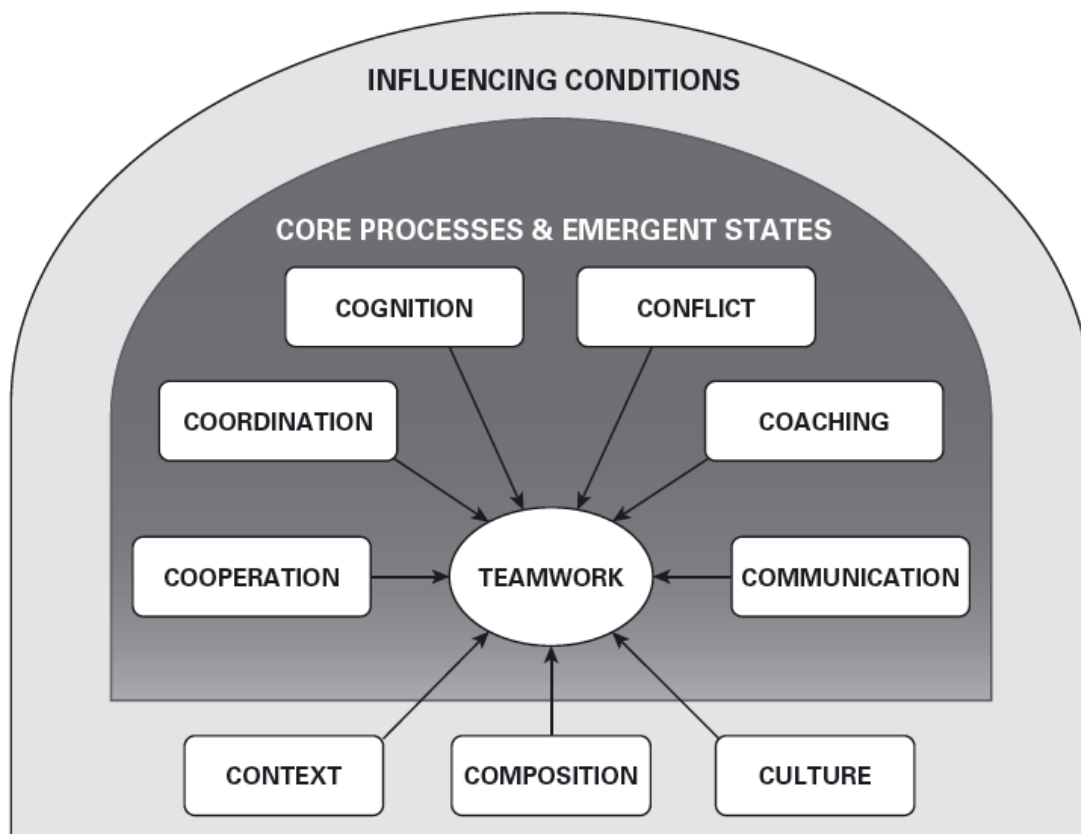 INFLUENCING CONDITIONS
CORE PROCESSES & EMERGENT STATES
COGNITION
CONFLICT
COORDINATION
COACHING
COOPERATION
TEAMWORK
COMMUNICATION
CONTEXT
COMPOSITION
CULTURE